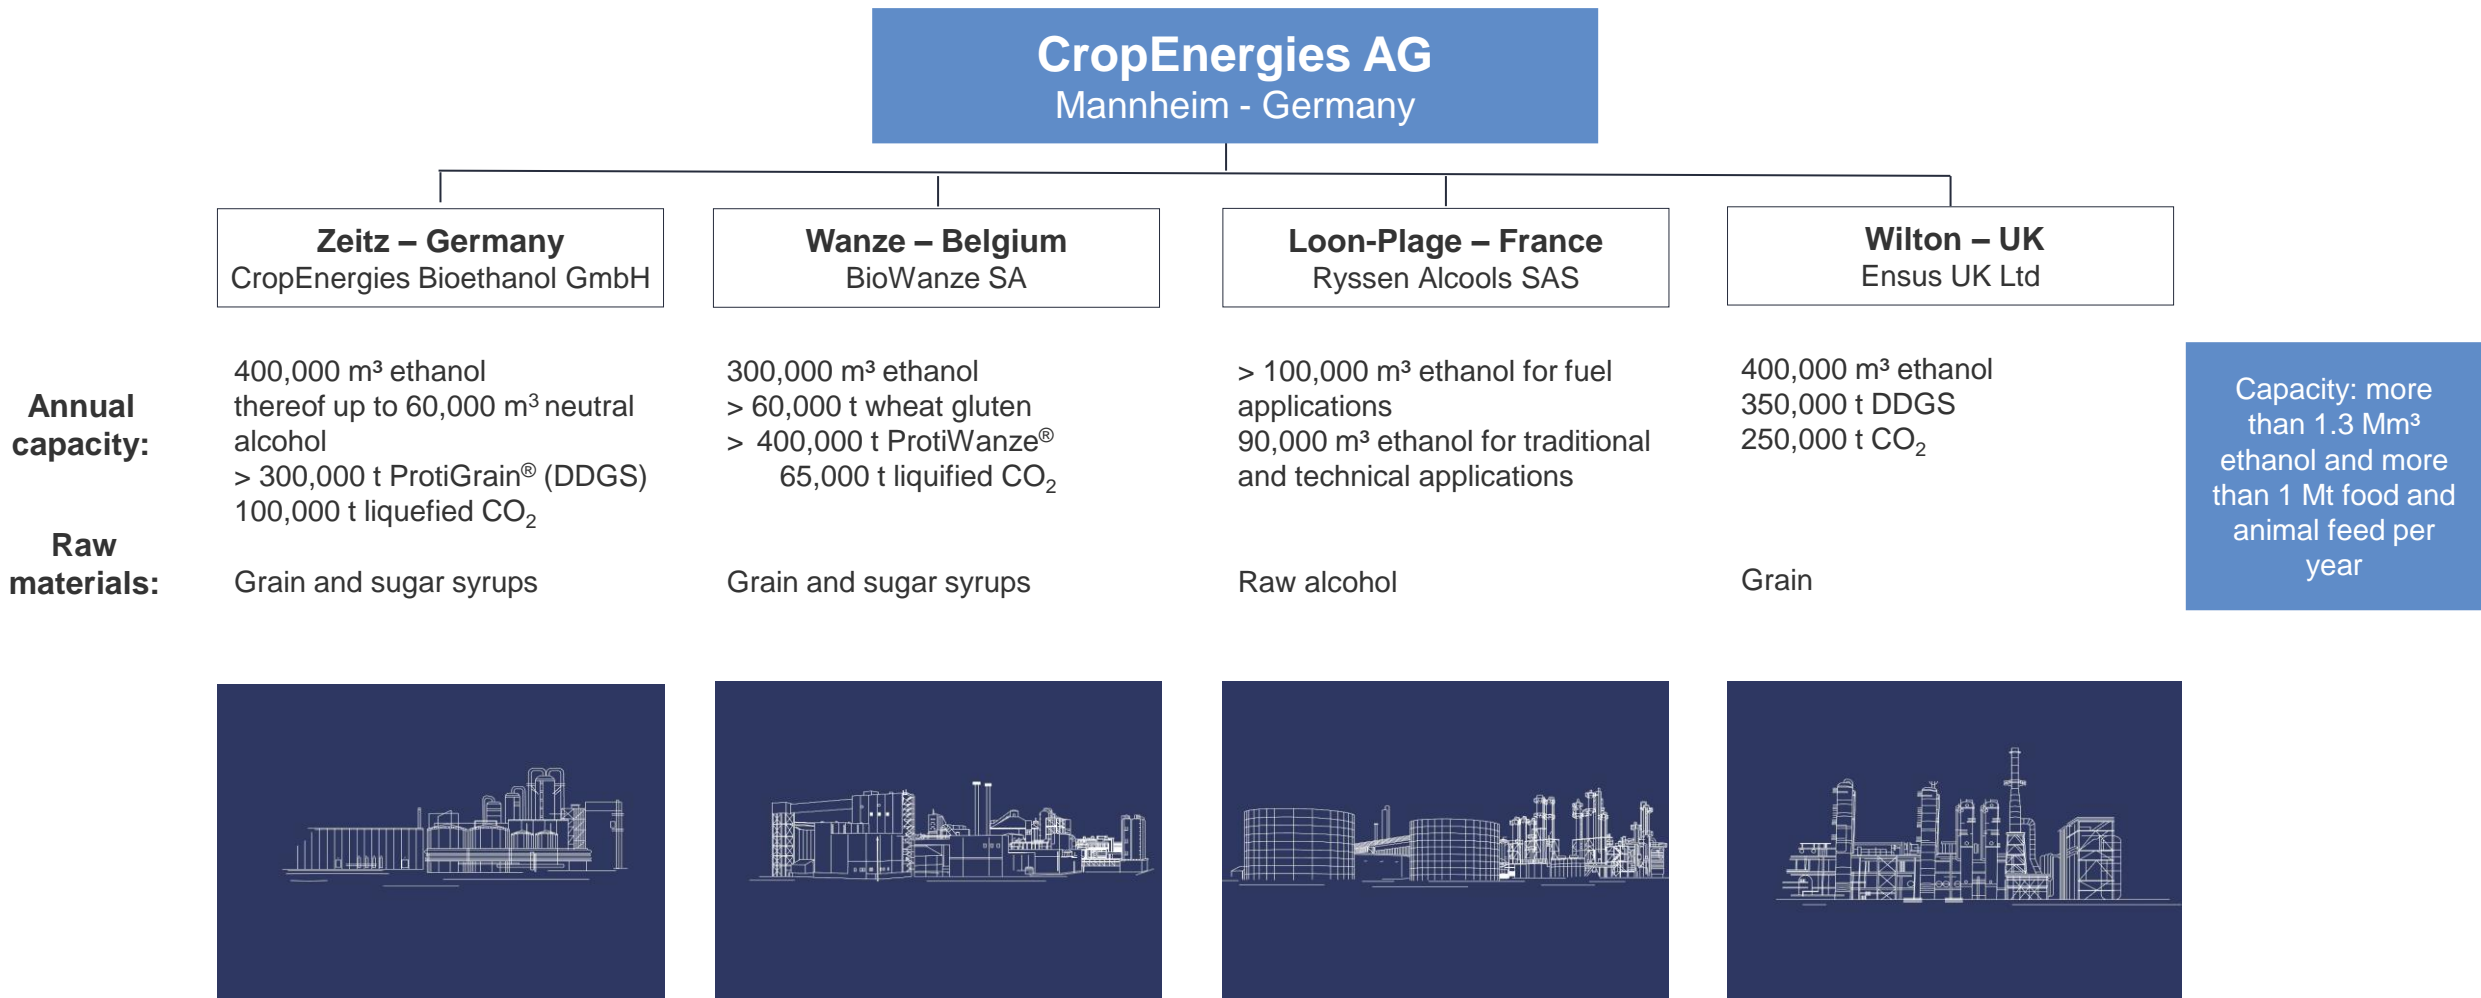 CropEnergies AG
Mannheim - Germany
Zeitz – Germany
CropEnergies Bioethanol GmbH
Wanze – Belgium
BioWanze SA
Loon-Plage – France
Ryssen Alcools SAS
Wilton – UK
Ensus UK Ltd
Annual
capacity:
400,000 m³ ethanol
thereof up to 60,000 m³ neutral
alcohol
> 300,000 t ProtiGrain® (DDGS)
100,000 t liquefied CO₂
300,000 m³ ethanol
> 60,000 t wheat gluten
> 400,000 t ProtiWanze®
65,000 t liquified CO₂
> 100,000 m³ ethanol for fuel
applications
90,000 m³ ethanol for traditional
and technical applications
400,000 m³ ethanol
350,000 t DDGS
250,000 t CO₂
Capacity: more
than 1.3 Mm³
ethanol and more
than 1 Mt food and
animal feed per
year
Raw
materials:
Grain and sugar syrups
Grain and sugar syrups
Raw alcohol
Grain